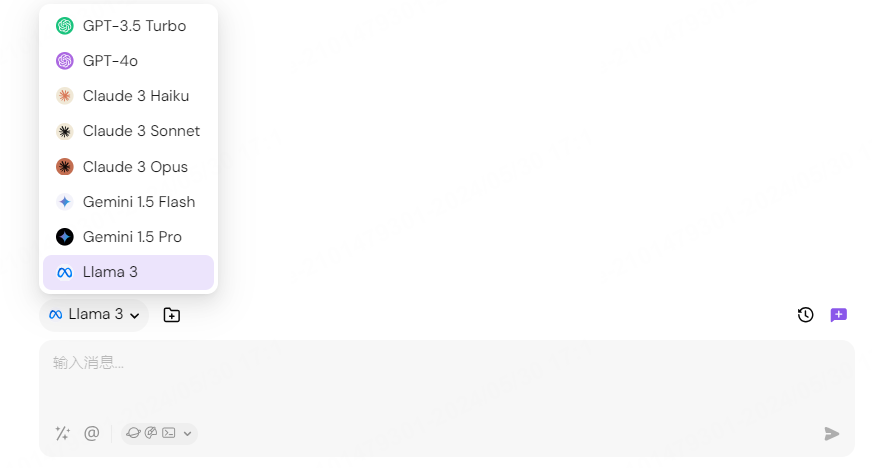 GPT-3.5 Turbo
GPT-4o
Claude 3 Haiku
Claude 3 Sonnet
Claude 3 Opus
Gemini 1.5 Flash
Gemini 1.5 Pro
Llama 3
Llama 3
输入消息...
@